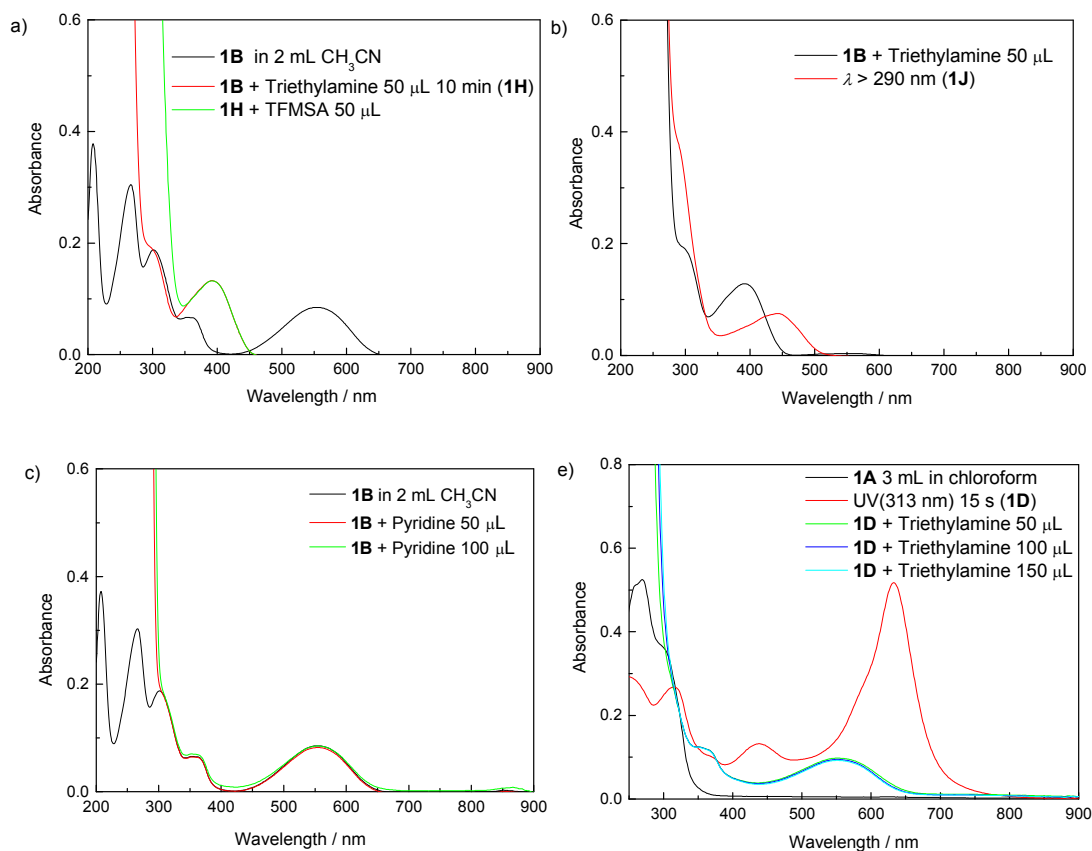 a)
0.6
0.4
0.2
0.0
Absorbance
1B in 2 mL CH3CN
1B + Triethylamine 50 μL 10 min (1H)
1H + TFMSA 50 μL
200 300 400 500 600 700 800 900
Wavelength / nm
b)
0.6
0.4
0.2
0.0
Absorbance
1B + Triethylamine 50 μL
λ > 290 nm (1J)
200 300 400 500 600 700 800 900
Wavelength / nm
c)
0.6
0.4
0.2
0.0
Absorbance
1B in 2 mL CH3CN
1B + Pyridine 50 μL
1B + Pyridine 100 μL
200 300 400 500 600 700 800 900
Wavelength / nm
e)
0.8
0.6
0.4
0.2
0.0
Absorbance
1A 3 mL in chloroform
UV(313 nm) 15 s (1D)
1D + Triethylamine 50 μL
1D + Triethylamine 100 μL
1D + Triethylamine 150 μL
300 400 500 600 700 800 900
Wavelength / nm